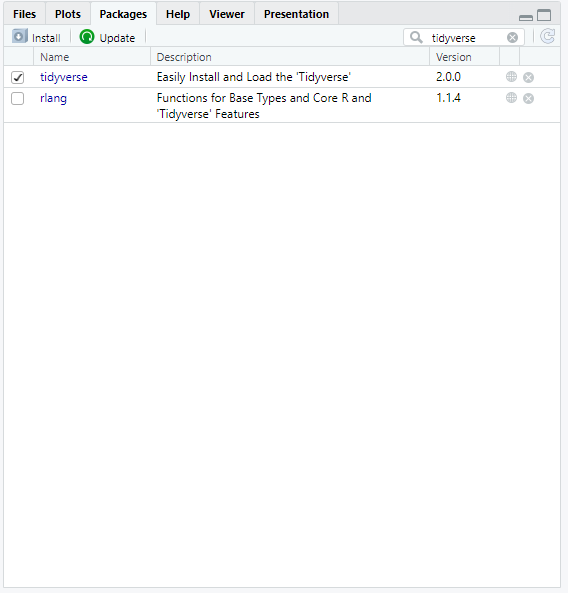 Files Plots Packages Help Viewer Presentation
Install Update tidyverse
Name Description Version
tidyverse Easily Install and Load the 'Tidyverse' 2.0.0
rlang Functions for Base Types and Core R and 1.1.4
'Tidyverse' Features